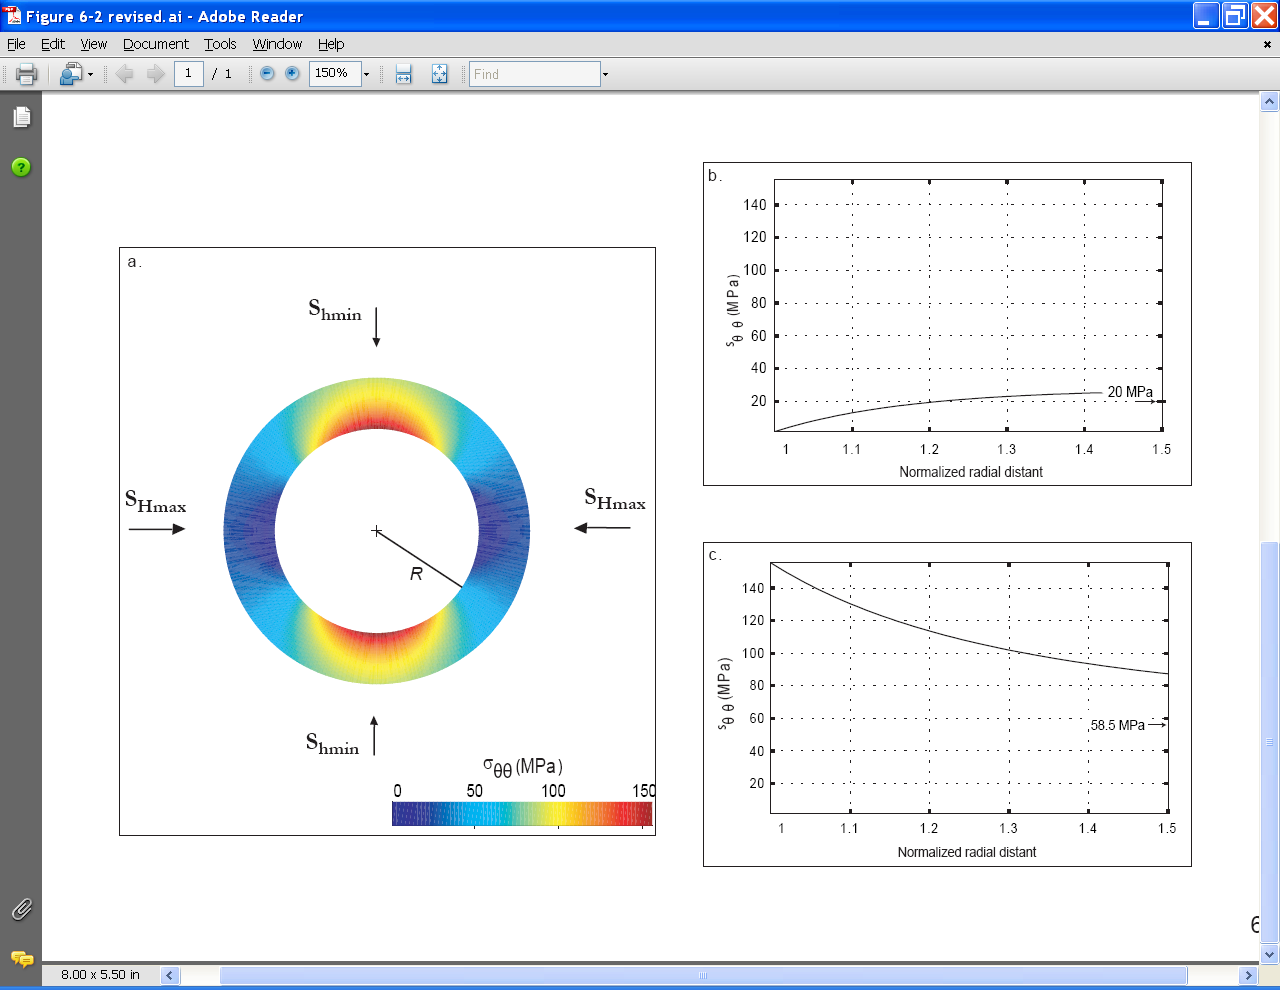 Figure 6-2 revised.ai - Adobe Reader
File Edit View Document Tools Window Help
1 / 1 150% Find
a.
Shmin
SHmax
SHmax
R
Shmin
σθθ (MPa)
0 50 100 150
b.
140
120
100
80
60
40
20
sθθ (MPa)
20 MPa
1 1.1 1.2 1.3 1.4 1.5
Normalized radial distant
c.
140
120
100
80
60
40
20
sθθ (MPa)
58.5 MPa
1 1.1 1.2 1.3 1.4 1.5
Normalized radial distant
8.00 x 5.50 in